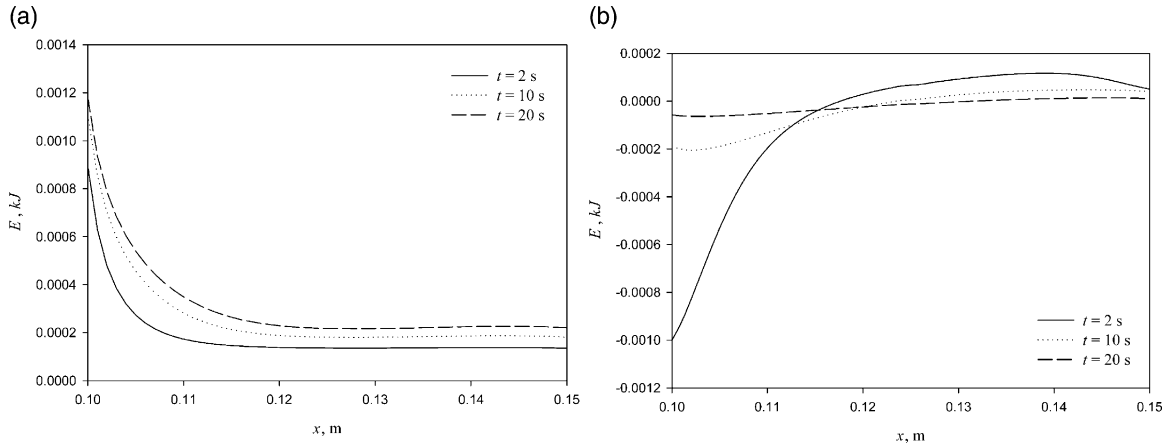 (a)
0.0014
0.0012
0.0010
0.0008
0.0006
0.0004
0.0002
0.0000
E , kJ
t = 2 s
t = 10 s
t = 20 s
0.10 0.11 0.12 0.13 0.14 0.15
x, m
(b)
0.0002
0.0000
-0.0002
-0.0004
-0.0006
-0.0008
-0.0010
-0.0012
E , kJ
t = 2 s
t = 10 s
t = 20 s
0.10 0.11 0.12 0.13 0.14 0.15
x, m